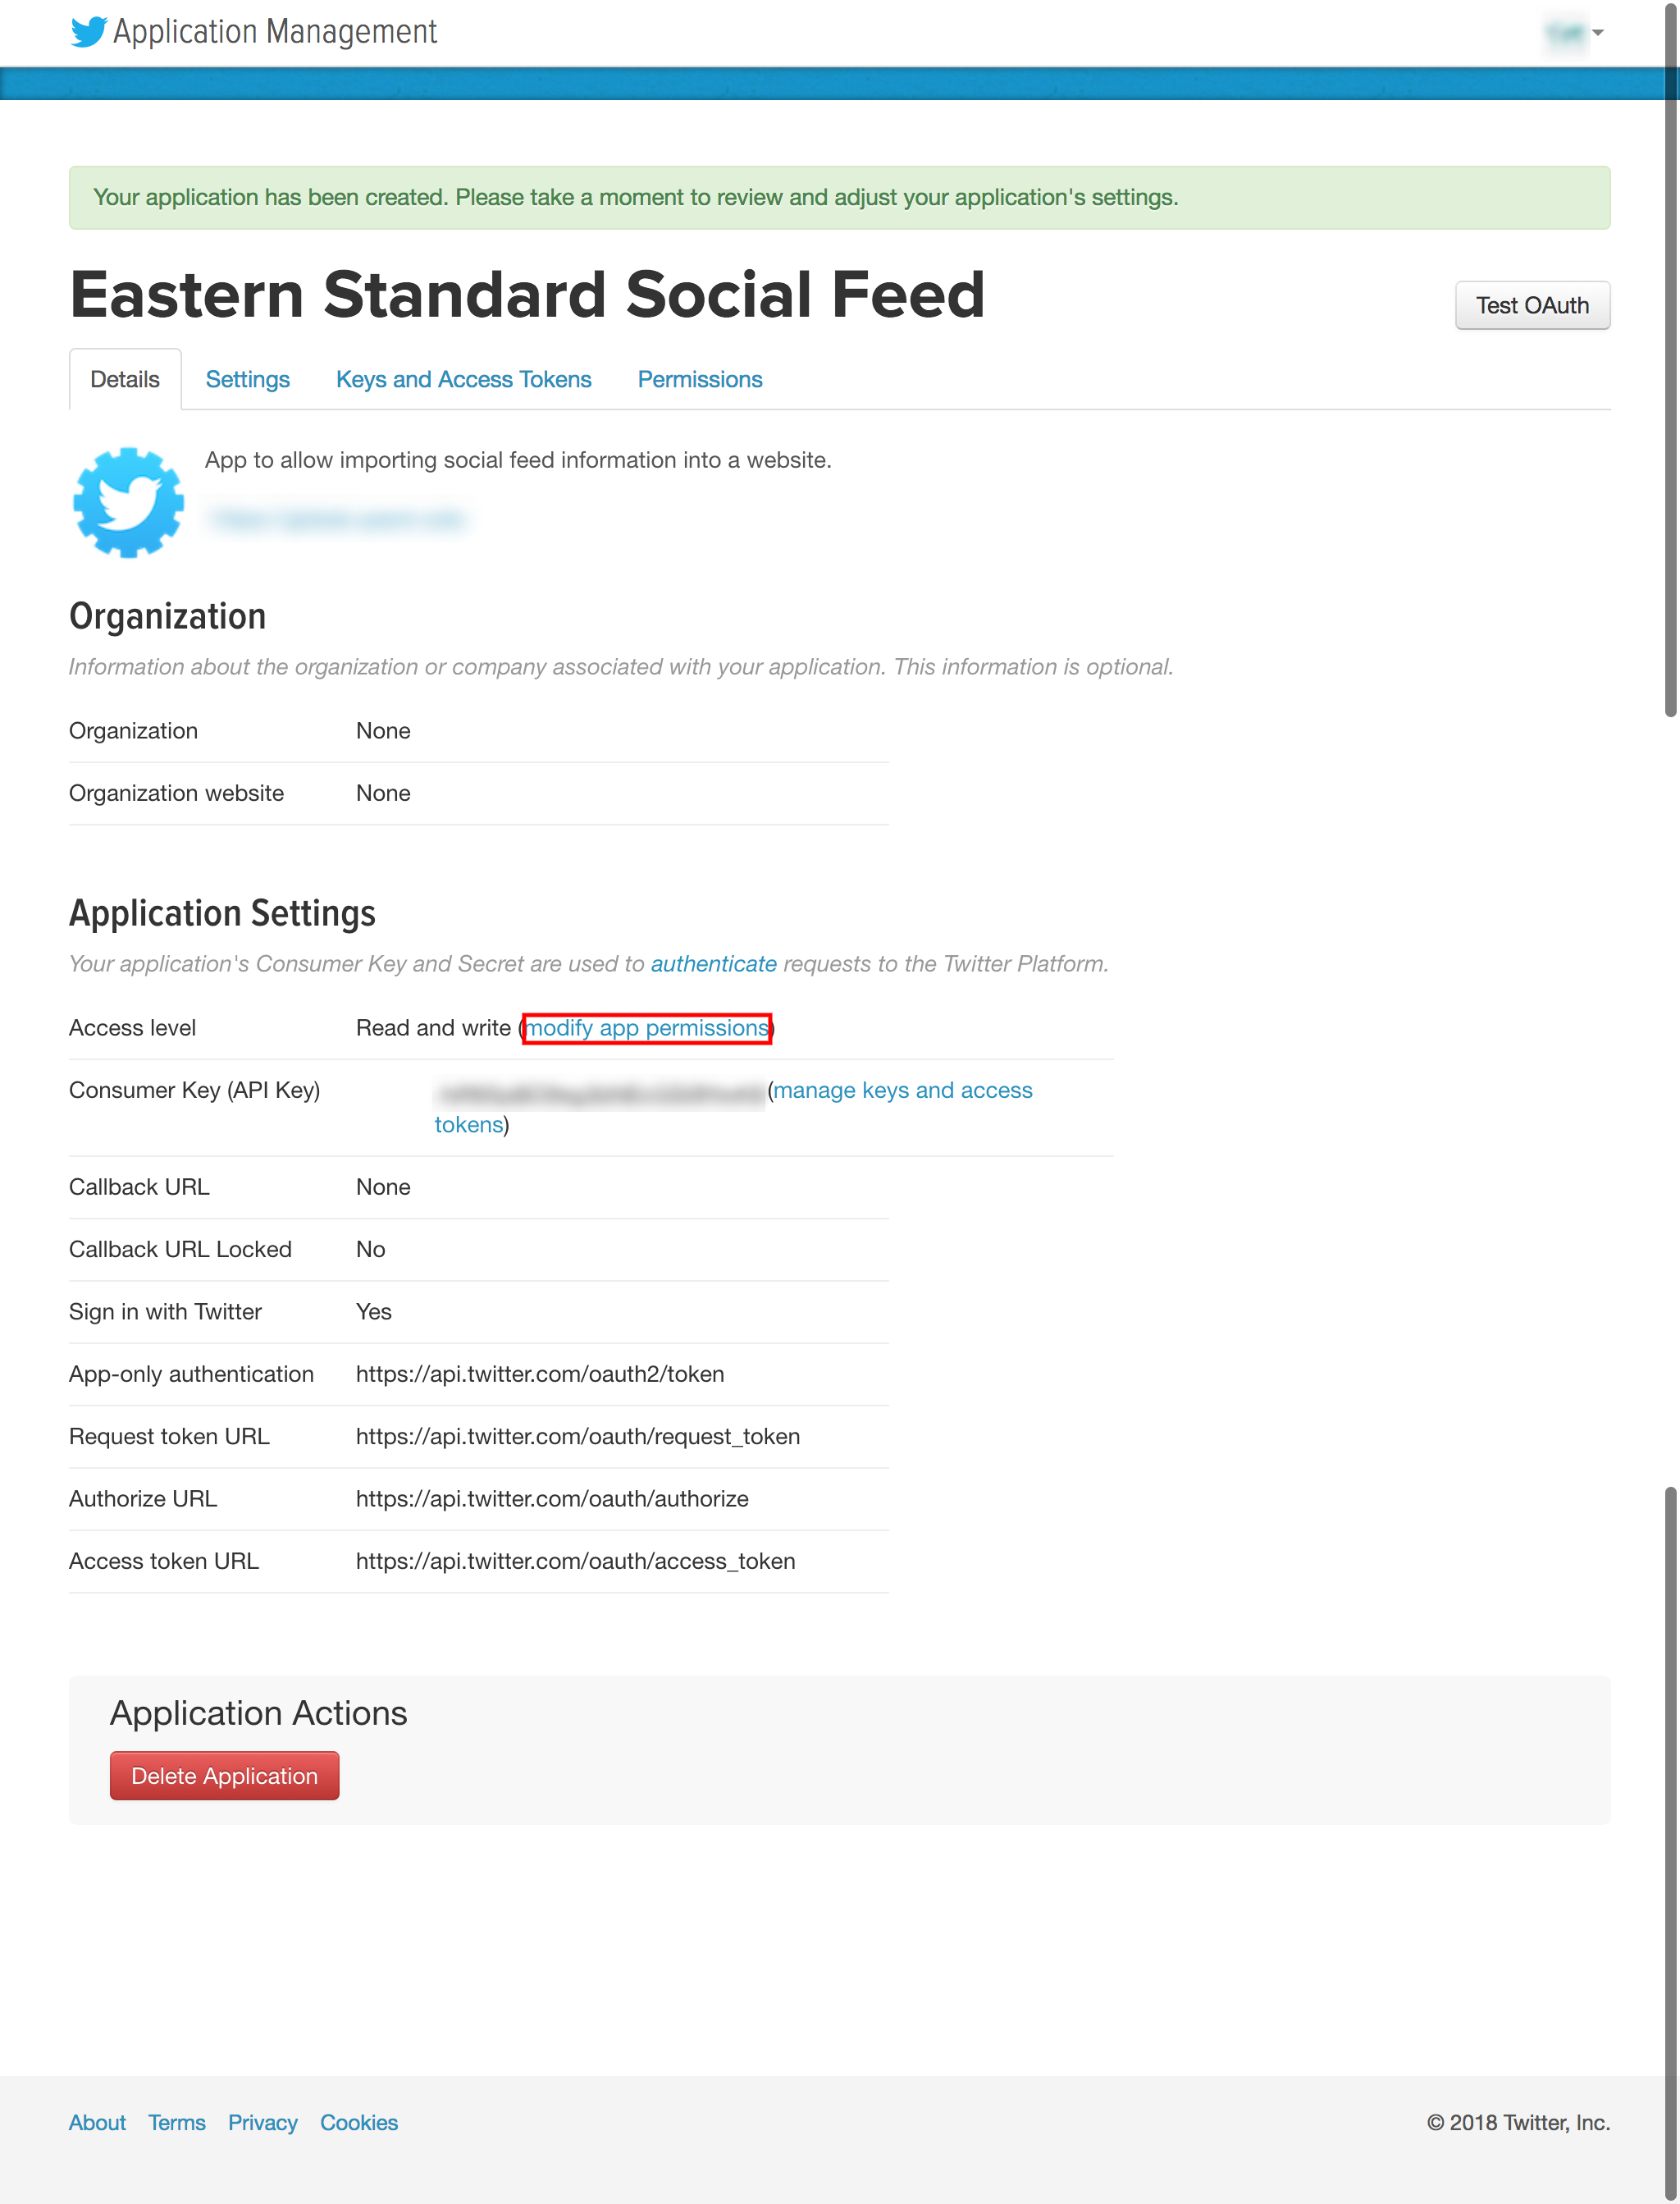 Application Management
Your application has been created. Please take a moment to review and adjust your application's settings.
Eastern Standard Social Feed
Test OAuth
Details Settings Keys and Access Tokens Permissions
App to allow importing social feed information into a website.
Organization
Information about the organization or company associated with your application. This information is optional.
Organization None
Organization website None
Application Settings
Your application's Consumer Key and Secret are used to authenticate requests to the Twitter Platform.
Access level Read and write (modify app permissions)
Consumer Key (API Key) (manage keys and access
tokens)
Callback URL None
Callback URL Locked No
Sign in with Twitter Yes
App-only authentication https://api.twitter.com/oauth2/token
Request token URL https://api.twitter.com/oauth/request_token
Authorize URL https://api.twitter.com/oauth/authorize
Access token URL https://api.twitter.com/oauth/access_token
Application Actions
Delete Application
About Terms Privacy Cookies © 2018 Twitter, Inc.